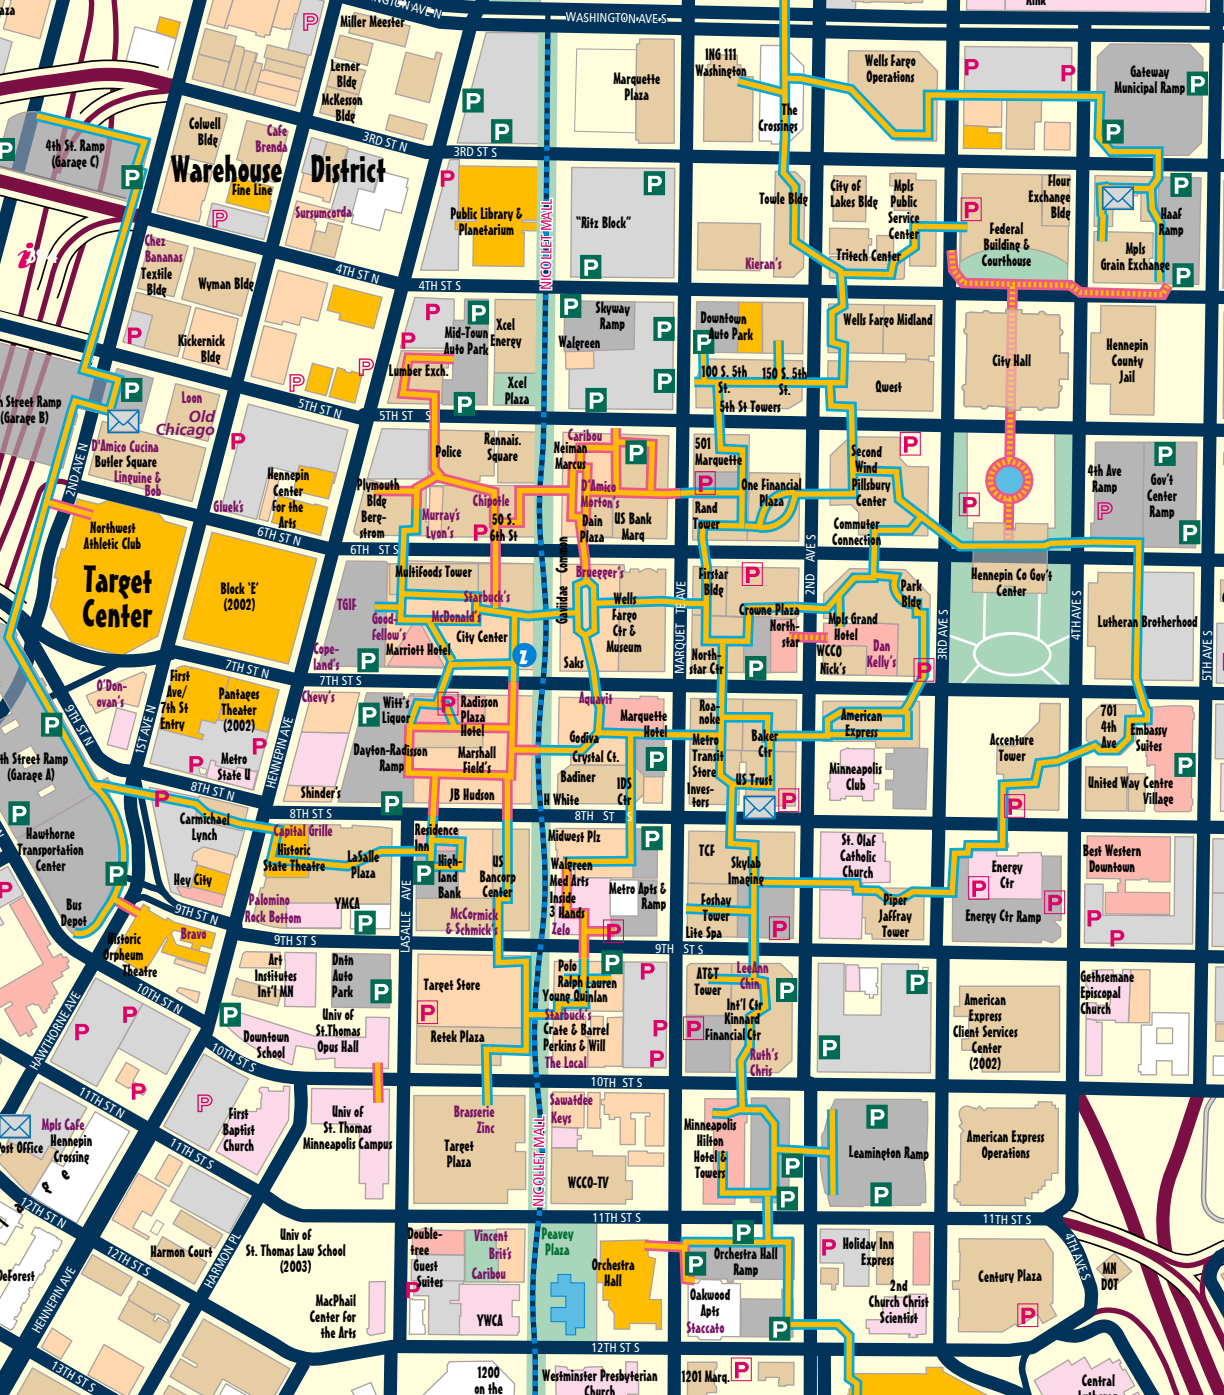 INGTON AVE N
WASHINGTON AVE S
Rink
aza
Miller Meester
Lerner
Bldg
McKesson
Bldg
Marquette
Plaza
ING 111
Washington
The
Crossings
Wells Fargo
Operations
Gateway
Municipal Ramp
P
4th St. Ramp
(Garage C)
Colwell
Bldg
Cafe
Brenda
3RD ST N
3RD ST S
Warehouse District
Fine Line
Sursumcorda
Public Library &
Planetarium
NICOLLET MALL
"Ritz Block"
Towle Bldg
Kieran's
City of
Lakes Bldg
Mpls
Public
Service
Center
Tritech Center
Flour
Exchange
Bldg
Federal
Building &
Courthouse
Haaf
Ramp
Mpls
Grain Exchange
Chez
Bananas
Textile
Bldg
Wyman Bldg
Kickernick
Bldg
4TH ST N
4TH ST S
Mid-Town
Auto Park
Xcel
Energy
Lumber Exch.
Xcel
Plaza
Skyway
Ramp
Walgreen
Downtown
Auto Park
100 S. 5th
St.
150 S. 5th
St.
5th St Towers
Wells Fargo Midland
Quest
City Hall
Hennepin
County
Jail
h Street Ramp
(Garage B)
Loon
Old
Chicago
D'Amico Cucina
Butler Square
Linguine &
Bob
2ND AVE N
5TH ST N
5TH ST S
Gluek's
Hennepin
Center
For the
Arts
Police
Rennais.
Square
Plymouth
Bldg
Berg-
strom
Murray's
Lyon's
Chipotle
50 S.
6th St
Caribou
Neiman
Marcus
D'Amico
Morton's
Dain
Plaza
US Bank
Marq
501
Marquette
Rand
Tower
One Financial
Plaza
Second
Wind
Pillsbury
Center
Commuter
Connection
4th Ave
Ramp
Gov't
Center
Ramp
6TH ST N
6TH ST S
Northwest
Athletic Club
Target
Center
Block 'E'
(2002)
TGIF
Multifoods Tower
Starbuck's
McDonald's
Good-
fellow's
Marriott Hotel
City Center
Cope-
land's
Gaviidae Common
Bruegger's
Wells
Fargo
Ctr &
Museum
Saks
MARQUETTE AVE
Firstar
Bldg
Crowne Plaza
North-
star
North-
star Ctr
2ND AVE S
Mpls Grand
Hotel
WCCO
Nick's
Park
Bldg
Dan
Kelly's
3RD AVE S
Hennepin Co Gov't
Center
4TH AVE S
Lutheran Brotherhood
5TH AVE S
7TH ST N
7TH ST S
O'Don-
ovan's
9TH ST N
1ST AVE N
First
Ave/
7th St
Entry
Pantages
Theater
(2002)
Metro
State U
HENNEPIN AVE
Chevy's
Shinder's
Witt's
Liquor
Dayton-Radisson
Ramp
Radisson
Plaza
Hotel
Marshall
Field's
JB Hudson
Aquavit
Marquette
Hotel
Godiva
Crystal Ct.
Badiner
H White
IDS
Ctr
Roa-
noke
Metro
Transit
Store
Inves-
tors
Baker
Ctr
US Trust
American
Express
Minneapolis
Club
Accenture
Tower
701
4th
Ave
Embassy
Suites
United Way Centre
Village
th Street Ramp
(Garage A)
8TH ST N
8TH ST S
Hawthorne
Transportation
Center
Carmichael
Lynch
Hey City
Bus
Depot
Capital Grille
Historic
State Theatre
LaSalle
Plaza
Palomino
Rock Bottom
YMCA
LASALLE AVE
Residence
Inn
High-
land
Bank
US
Bancorp
Center
McCormick
& Schmick's
Midwest Plz
Walgreen
Med Arts
Inside
3 Hands
Zelo
Metro Apts &
Ramp
TCF
Skylab
Imaging
Foshay
Tower
Lite Spa
St. Olaf
Catholic
Church
Piper
Jaffray
Tower
Energy
Ctr
Energy Ctr Ramp
Best Western
Downtown
9TH ST N
9TH ST S
Historic
Orpheum
Theatre
Bravo
Art
Institutes
Int'l MN
Dntn
Auto
Park
Downtown
School
Univ of
St.Thomas
Opus Hall
Target Store
Retek Plaza
Polo
Ralph Lauren
Young Quinlan
Starbuck's
Crate & Barrel
Perkins & Will
The Local
AT&T
Tower
LeeAnn
Chin
Int'l Ctr
Kinnard
Financial Ctr
Ruth's
Chris
American
Express
Client Services
Center
(2002)
Gethsemane
Episcopal
Church
10TH ST N
10TH ST S
HAWTHORNE AVE
11TH ST N
11TH ST S
Mpls Cafe
Hennepin
Crossing
Post Office
First
Baptist
Church
Univ of
St. Thomas
Minneapolis Campus
Brasserie
Zinc
Target
Plaza
Sawatdee
Keys
WCCO-TV
NICOLLET MALL
Minneapolis
Hilton
Hotel &
Towers
Leamington Ramp
American Express
Operations
12TH ST N
12TH ST S
11TH ST S
Harmon Court
HARMON PL
Univ of
St. Thomas Law School
(2003)
DeForest
HENNEPIN AVE
MacPhail
Center for
the Arts
Double-
tree
Guest
Suites
Vincent
Brit's
Caribou
YWCA
Peavey
Plaza
Orchestra
Hall
Orchestra Hall
Ramp
Oakwood
Apts
Staccato
Holiday Inn
Express
2nd
Church Christ
Scientist
Century Plaza
4TH AVE S
MN
DOT
13TH ST S
12TH ST S
1200
on the
Westminster Presbyterian
Church
1201 Marq.
Central